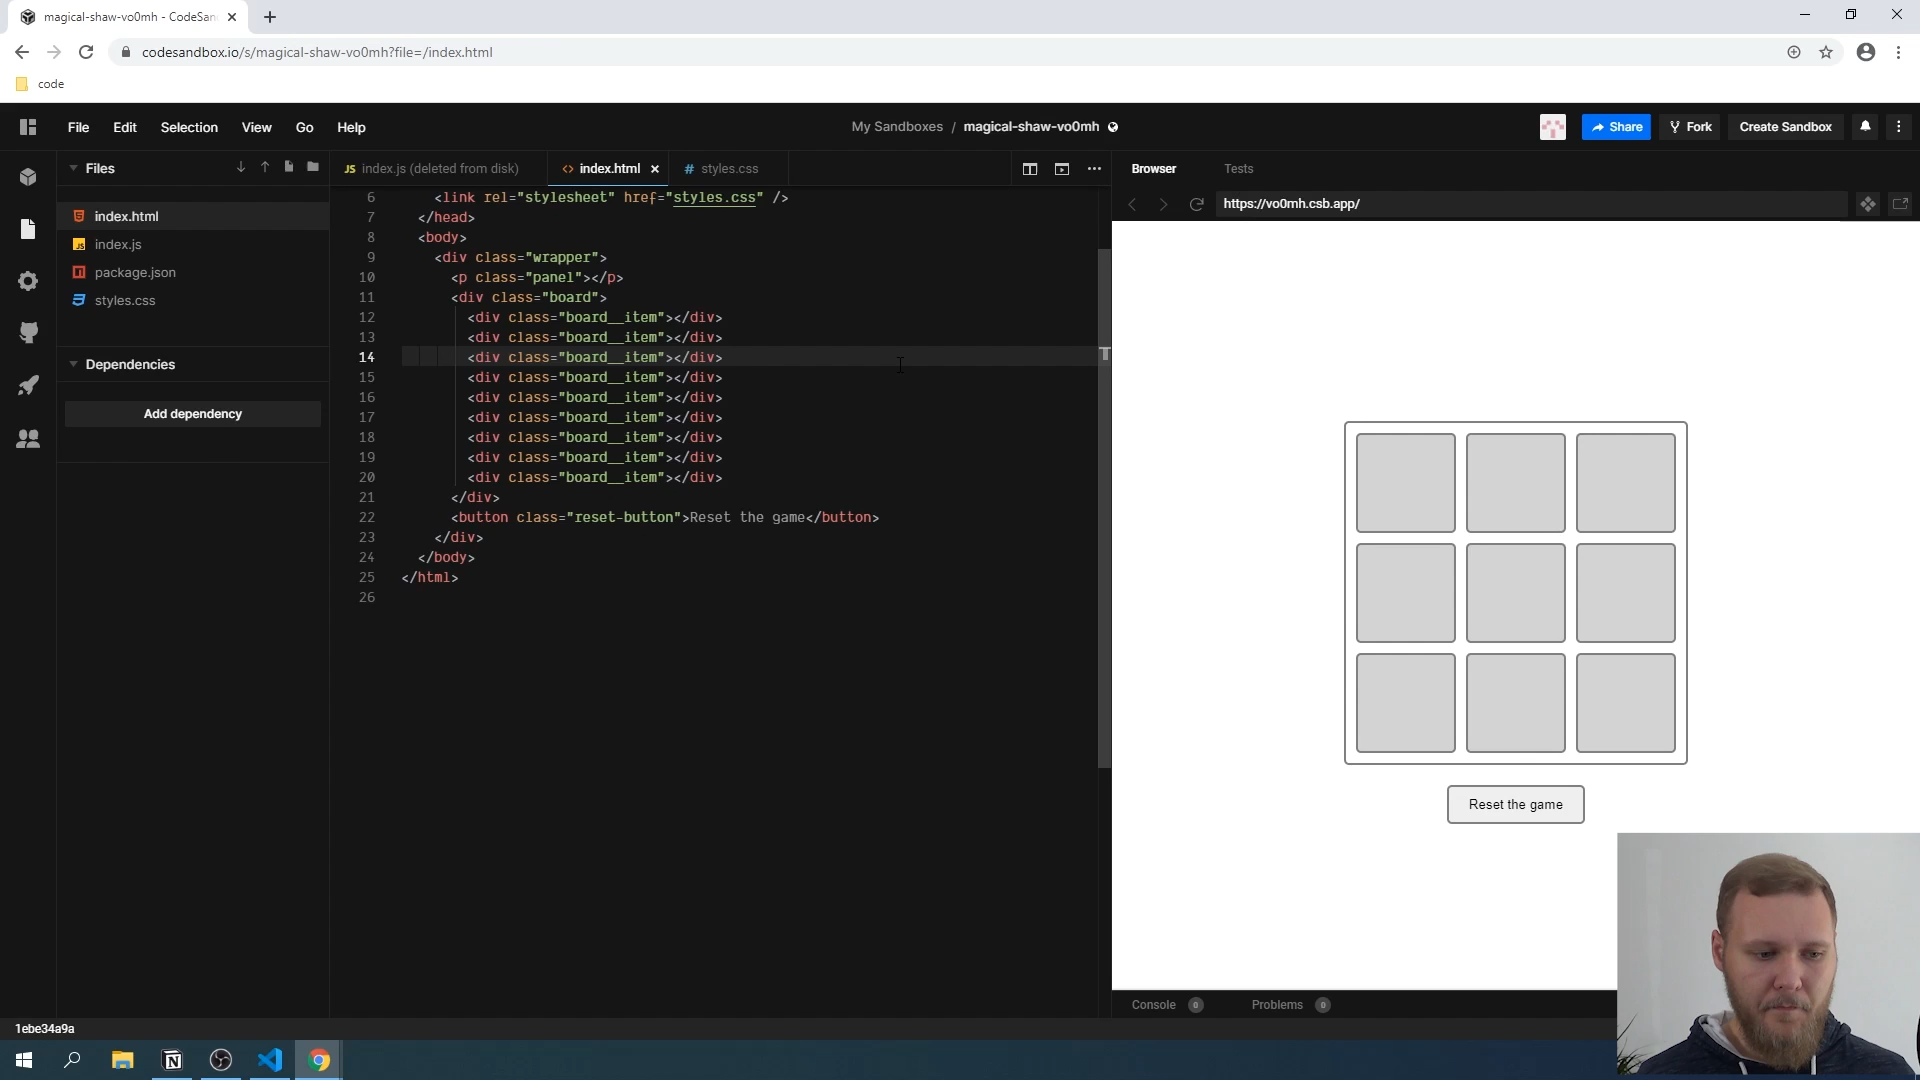 magical-shaw-vo0mh - CodeSan
codesandbox.io/s/magical-shaw-vo0mh?file=/index.html
code
File Edit Selection View Go Help
My Sandboxes / magical-shaw-vo0mh
Share Fork Create Sandbox
Files
index.html
index.js
package.json
styles.css
Dependencies
Add dependency
JS index.js (deleted from disk) <> index.html # styles.css
6 <link rel="stylesheet" href="styles.css" />
7 </head>
8 <body>
9 <div class="wrapper">
10 <p class="panel"></p>
11 <div class="board">
12 <div class="board__item"></div>
13 <div class="board__item"></div>
14 <div class="board__item"></div>
15 <div class="board__item"></div>
16 <div class="board__item"></div>
17 <div class="board__item"></div>
18 <div class="board__item"></div>
19 <div class="board__item"></div>
20 <div class="board__item"></div>
21 </div>
22 <button class="reset-button">Reset the game</button>
23 </div>
24 </body>
25 </html>
26
Browser Tests
https://vo0mh.csb.app/
Reset the game
Console 0 Problems 0
1ebe34a9a